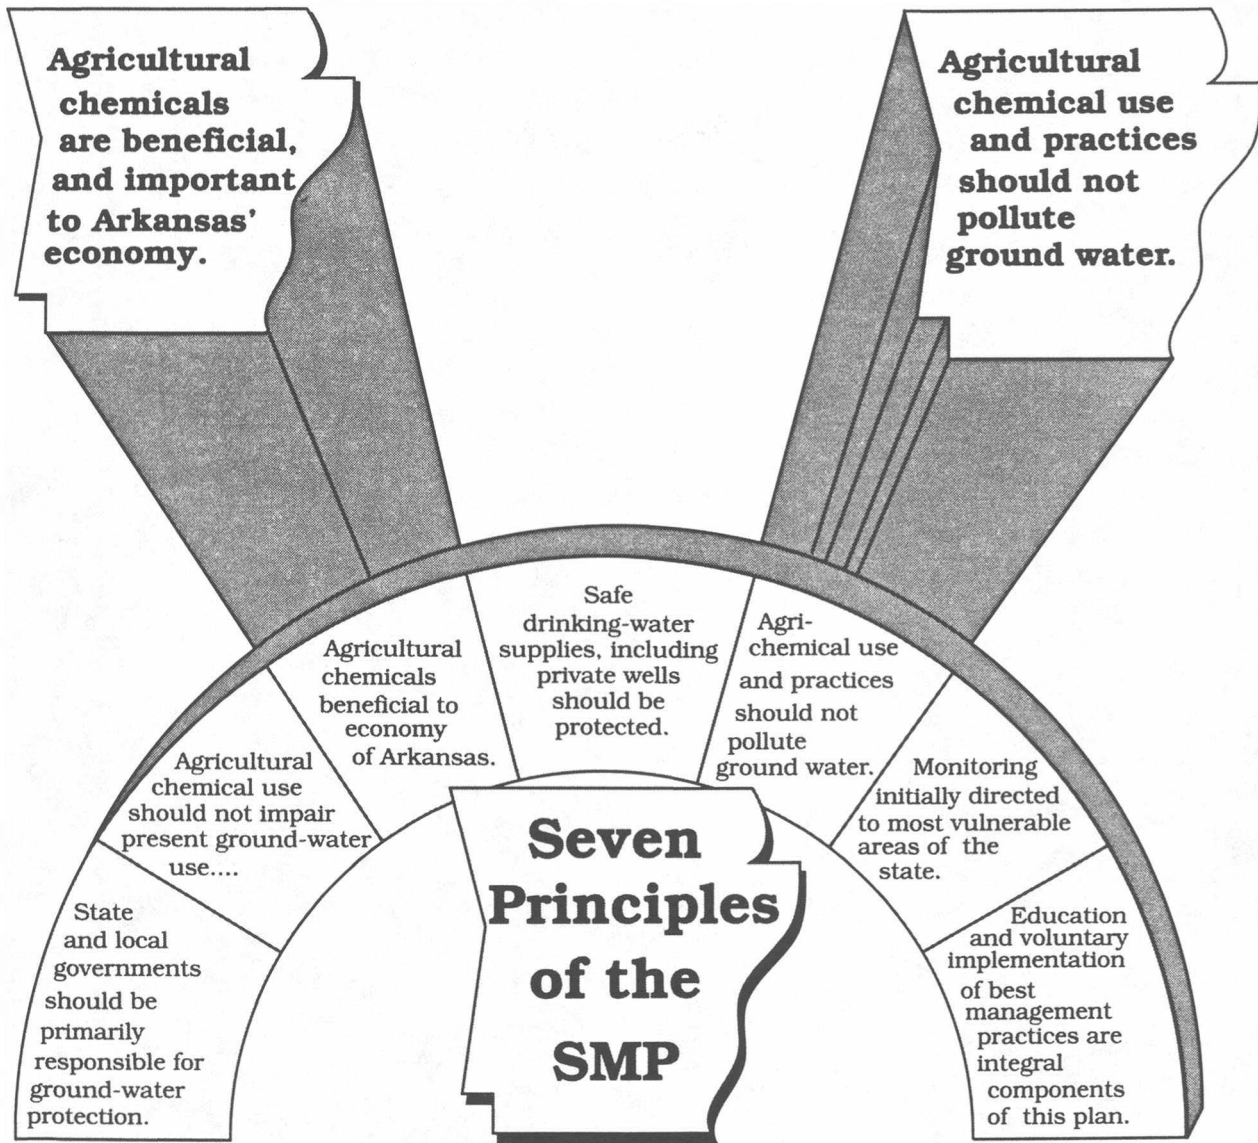 Agricultural
chemicals
are beneficial,
and important
to Arkansas'
economy.
Agricultural
chemical use
and practices
should not
pollute
ground water.
State
and local
governments
should be
primarily
responsible for
ground-water
protection.
Agricultural
chemical use
should not impair
present ground-water
use....
Agricultural
chemicals
beneficial to
economy
of Arkansas.
Safe
drinking-water
supplies, including
private wells
should be
protected.
Agri-
chemical use
and practices
should not
pollute
ground water.
Monitoring
initially directed
to most vulnerable
areas of the
state.
Education
and voluntary
implementation
of best
management
practices are
integral
components
of this plan.
Seven
Principles
of the
SMP